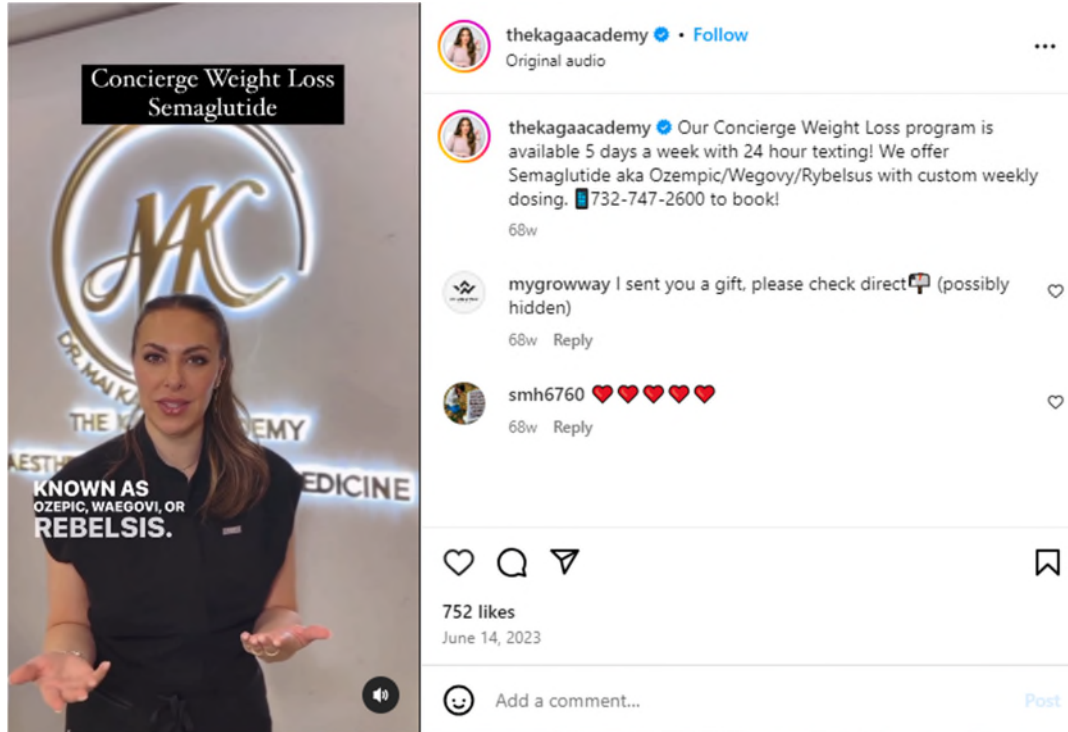 Concierge Weight Loss
Semaglutide
MK
DR. MAI
THE
EMY
AESTH
EDICINE
KNOWN AS
OZEPIC, WAEGOVI, OR
REBELSIS.
thekagaacademy • Follow
Original audio
thekagaacademy Our Concierge Weight Loss program is
available 5 days a week with 24 hour texting! We offer
Semaglutide aka Ozempic/Wegovy/Rybelsus with custom weekly
dosing. 📱732-747-2600 to book!
68w
mygrowway I sent you a gift, please check direct📬 (possibly
hidden)
68w Reply
smh6760 ❤️❤️❤️❤️❤️
68w Reply
752 likes
June 14, 2023
Add a comment...
Post